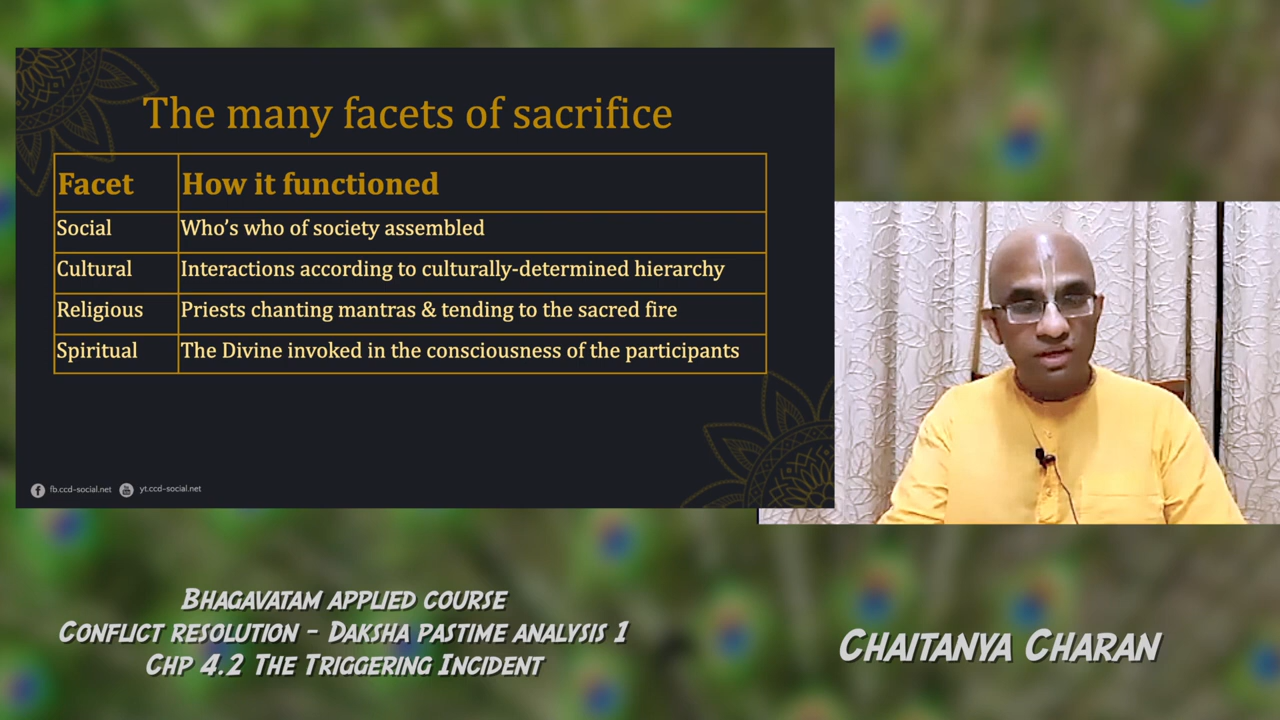 The many facets of sacrifice
Facet How it functioned
Social Who's who of society assembled
Cultural Interactions according to culturally-determined hierarchy
Religious Priests chanting mantras & tending to the sacred fire
Spiritual The Divine invoked in the consciousness of the participants
fb.ccd-social.net yt.ccd-social.net
Bhagavatam applied course
Conflict resolution - Daksha pastime analysis 1
Chp 4.2 The Triggering Incident
Chaitanya Charan